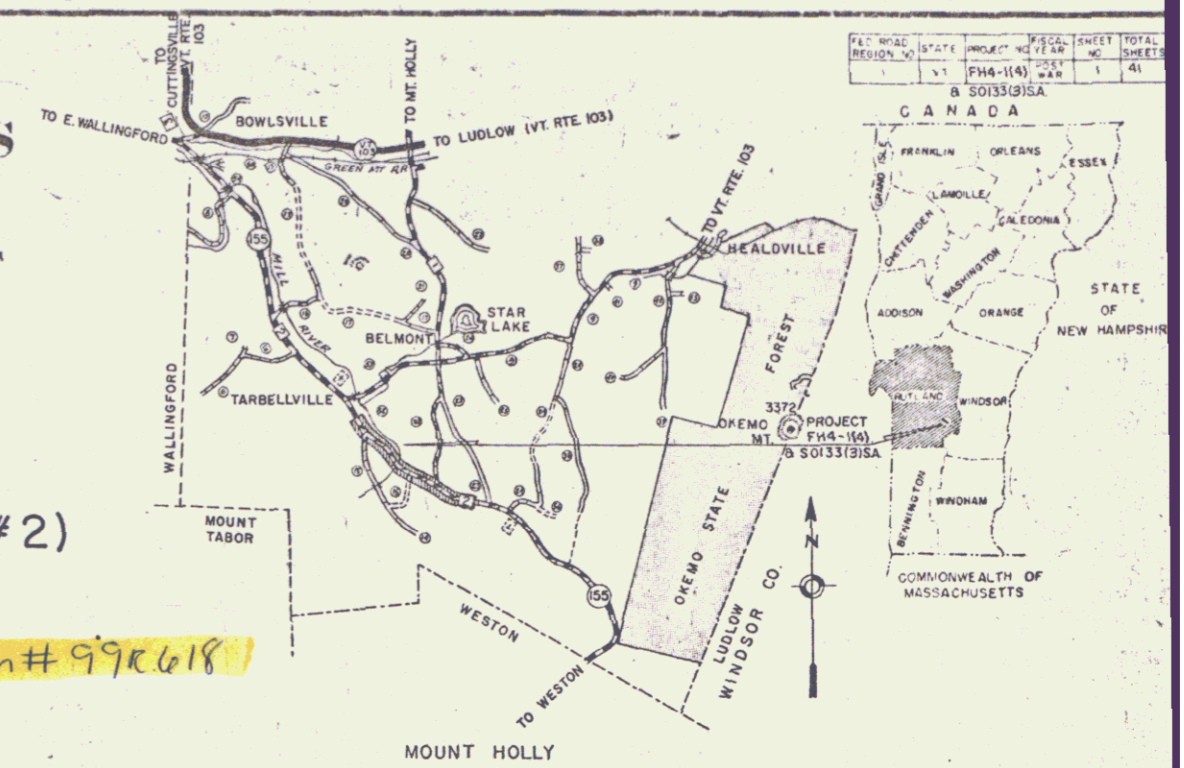 FED ROAD REGION NO
STATE
PROJECT NO
FISCAL YEAR
SHEET NO
TOTAL SHEETS
1
VT
FH4-1(4)
POST WAR
1
41
& SO133(3)SA
CANADA
TO CUTTINGSVILLE
VT. RTE. 103
TO MT. HOLLY
TO E. WALLINGFORD
BOWLSVILLE
VT 103
TO LUDLOW (VT. RTE. 103)
GREEN MT RR
S
155
MILL
RIVER
STAR LAKE
BELMONT
TARBELLVILLE
WALLINGFORD
TO VT. RTE. 103
HEALDVILLE
FOREST
3372
OKEMO MT.
PROJECT
FH4-1(4)
& SO133(3)SA
OKEMO STATE
MOUNT TABOR
#2)
n# 99R618
WESTON
155
TO WESTON
LUDLOW
WINDSOR CO.
N
MOUNT HOLLY
GRAND ISLE
FRANKLIN
ORLEANS
ESSEX
LAMOILLE
CALEDONIA
CHITTENDEN
WASHINGTON
ADDISON
ORANGE
STATE
OF
NEW HAMPSHIR
RUTLAND
WINDSOR
BENNINGTON
WINDHAM
COMMONWEALTH OF
MASSACHUSETTS